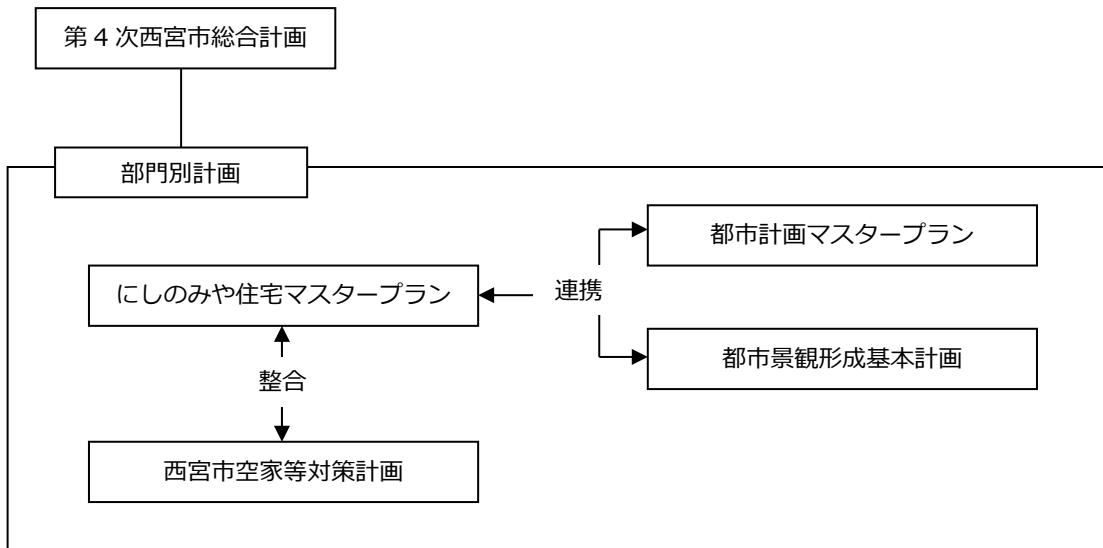 第4次西宮市総合計画
部門別計画
都市計画マスタープラン
にしのみや住宅マスタープラン
連携
都市景観形成基本計画
整合
西宮市空家等対策計画